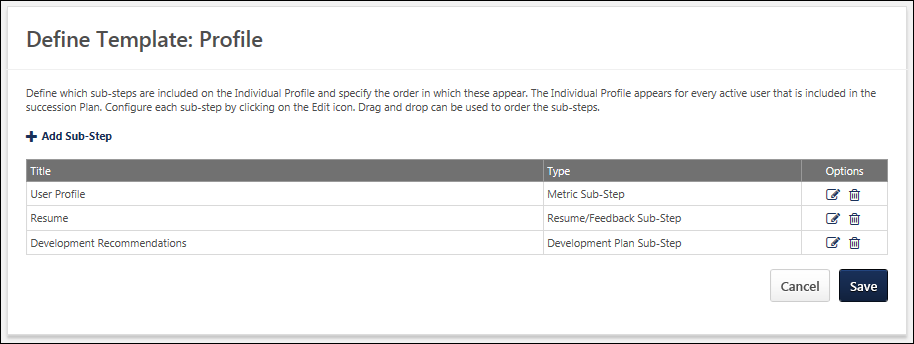 Define Template: Profile
Define which sub-steps are included on the Individual Profile and specify the order in which these appear. The Individual Profile appears for every active user that is included in the
succession Plan. Configure each sub-step by clicking on the Edit icon. Drag and drop can be used to order the sub-steps.
Add Sub-Step
Title Type Options
User Profile Metric Sub-Step
Resume Resume/Feedback Sub-Step
Development Recommendations Development Plan Sub-Step
Cancel Save